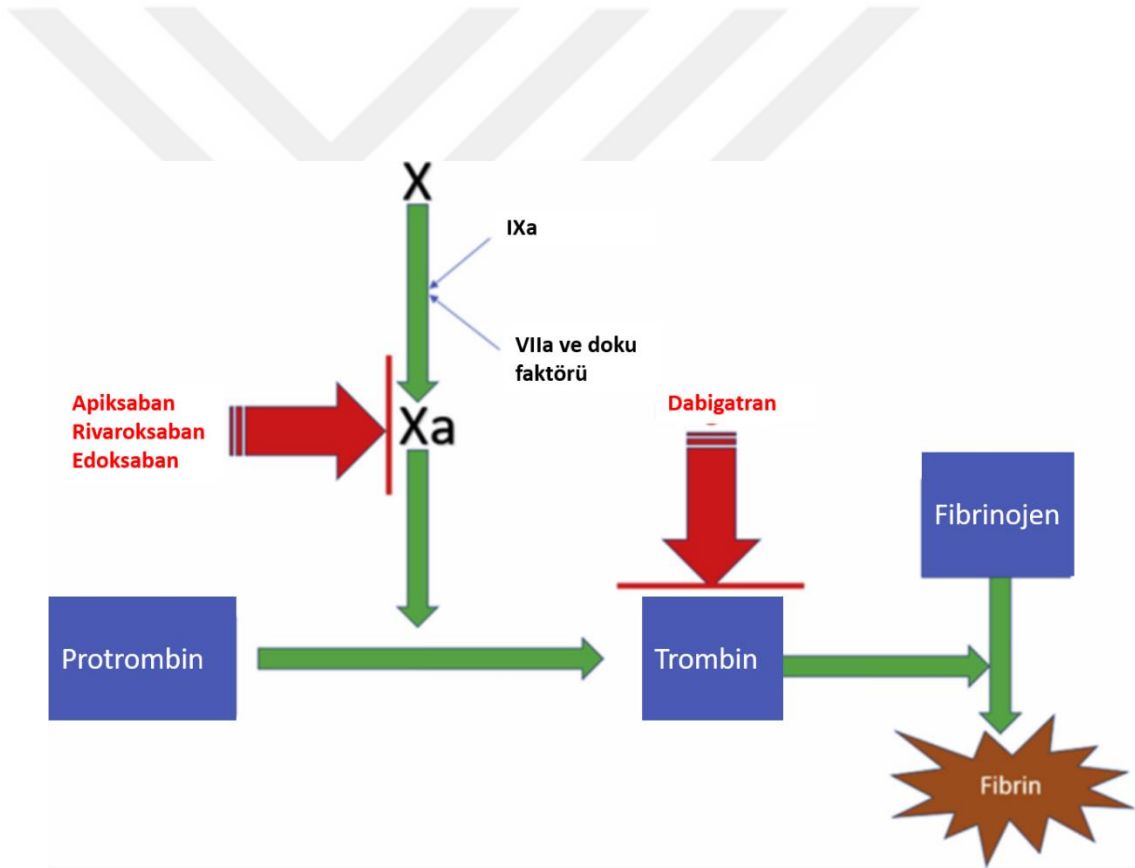 X
IXa
VIIa ve doku
faktörü
Apiksaban
Rivaroksaban
Edoksaban
Xa
Dabigatran
Fibrinojen
Protrombin
Trombin
Fibrin